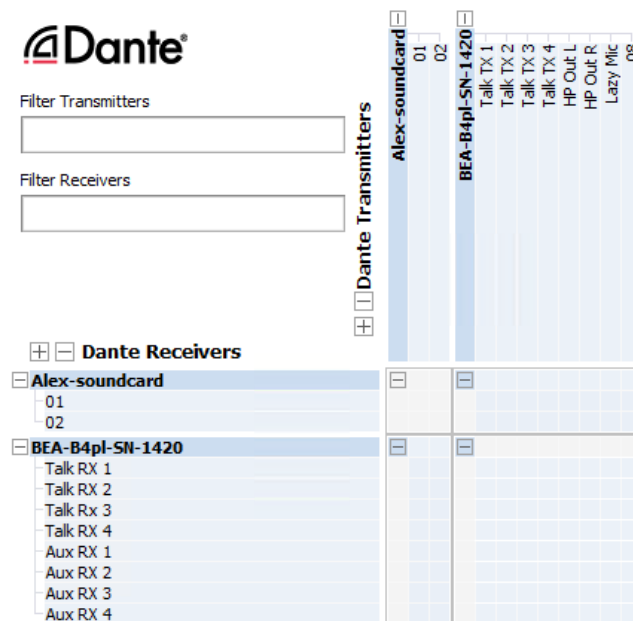 Dante®
Filter Transmitters
Filter Receivers
Dante Transmitters
Alex-soundcard
01
02
BEA-B4pl-SN-1420
Talk TX 1
Talk TX 2
Talk TX 3
Talk TX 4
HP Out L
HP Out R
Lazy Mic
08
Dante Receivers
Alex-soundcard
01
02
BEA-B4pl-SN-1420
Talk RX 1
Talk RX 2
Talk Rx 3
Talk RX 4
Aux RX 1
Aux RX 2
Aux RX 3
Aux RX 4